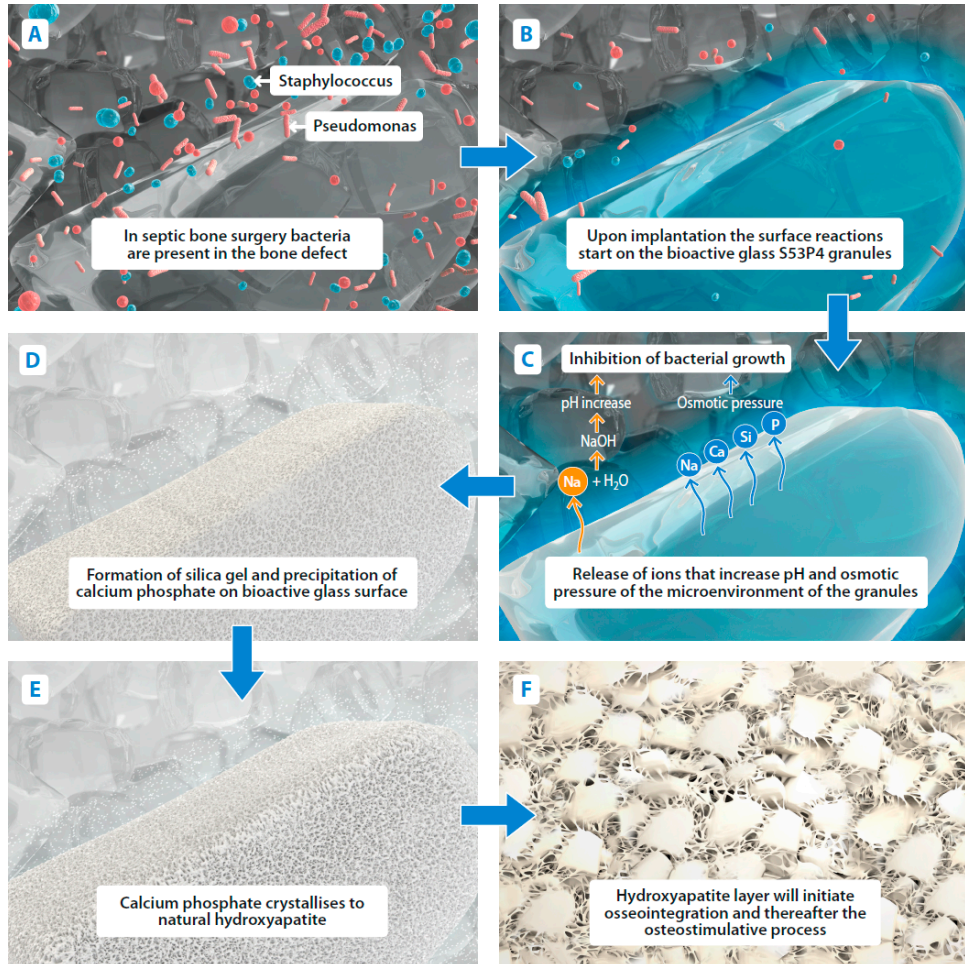 A
Staphylococcus
Pseudomonas
In septic bone surgery bacteria
are present in the bone defect
B
Upon implantation the surface reactions
start on the bioactive glass S53P4 granules
C
Inhibition of bacterial growth
pH increase
Osmotic pressure
NaOH
Na + H₂O
Na
Ca
Si
P
Release of ions that increase pH and osmotic
pressure of the microenvironment of the granules
D
Formation of silica gel and precipitation of
calcium phosphate on bioactive glass surface
E
Calcium phosphate crystallises to
natural hydroxyapatite
F
Hydroxyapatite layer will initiate
osseointegration and thereafter the
osteostimulative process